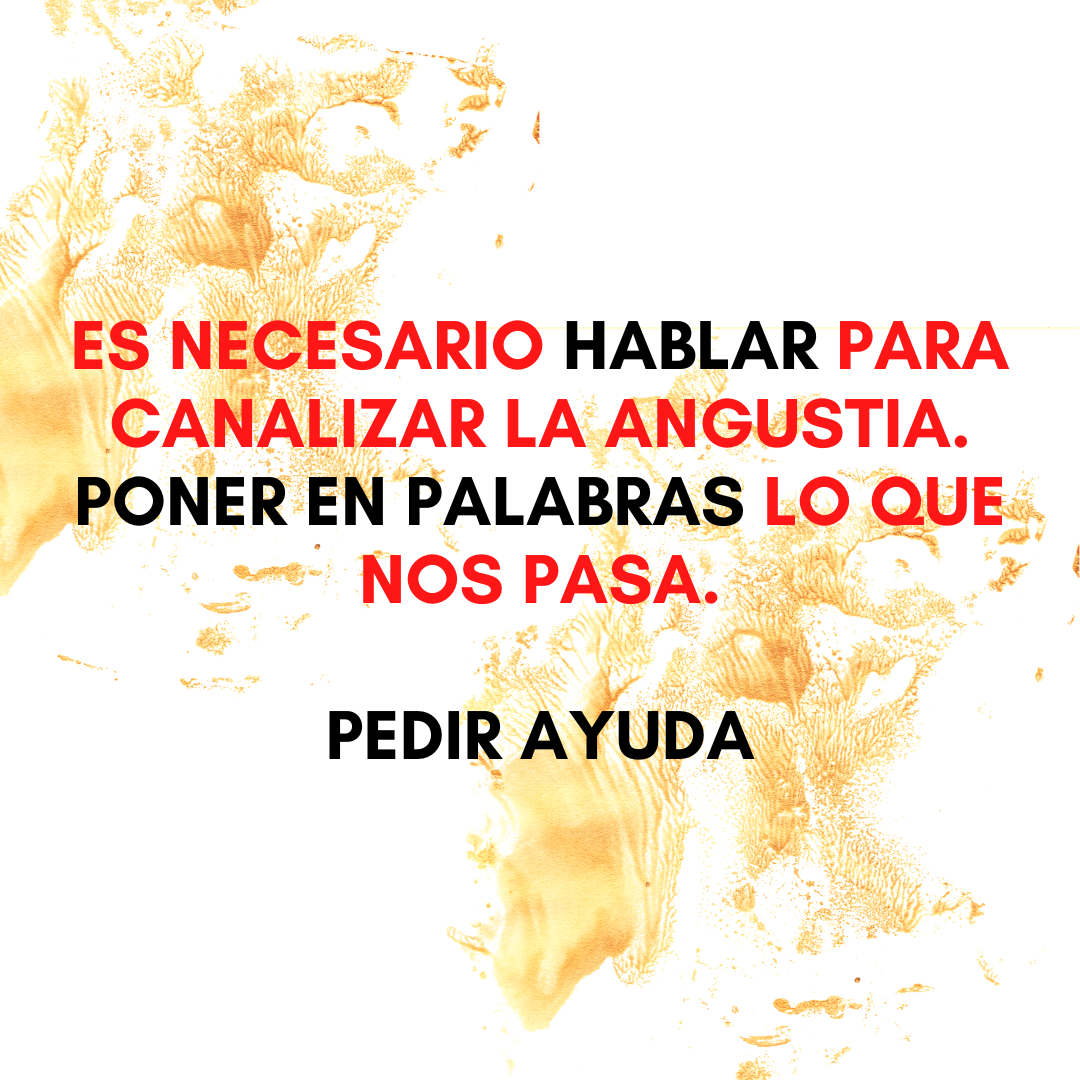 ES NECESARIO HABLAR PARA
CANALIZAR LA ANGUSTIA.
PONER EN PALABRAS LO QUE
NOS PASA.
PEDIR AYUDA